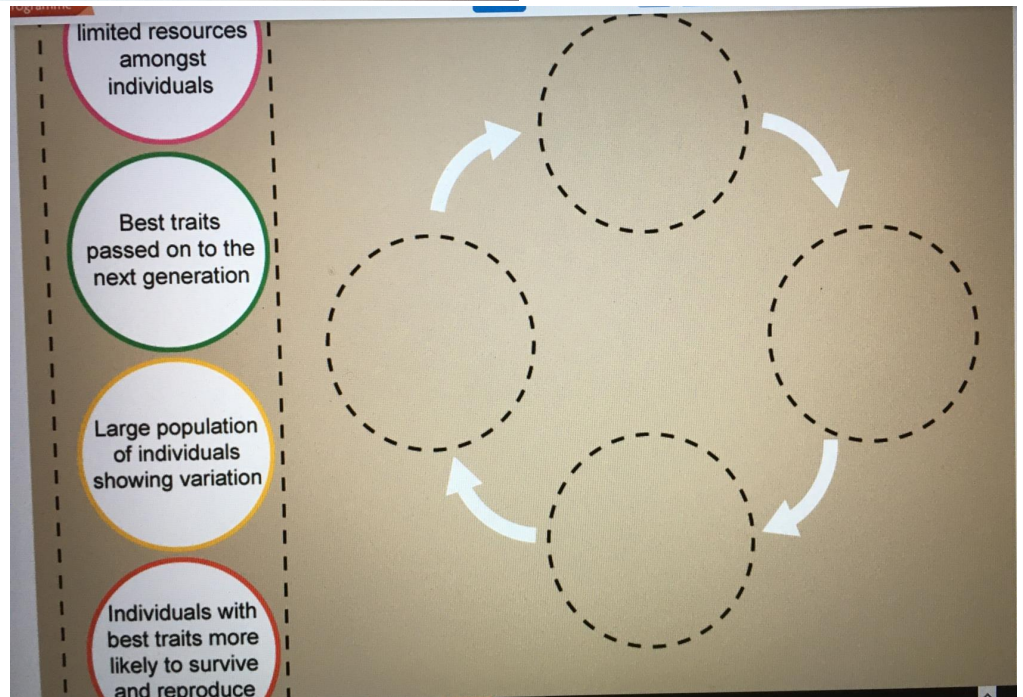 limited resources
amongst
individuals
Best traits
passed on to the
next generation
Large population
of individuals
showing variation
Individuals with
best traits more
likely to survive
and reproduce